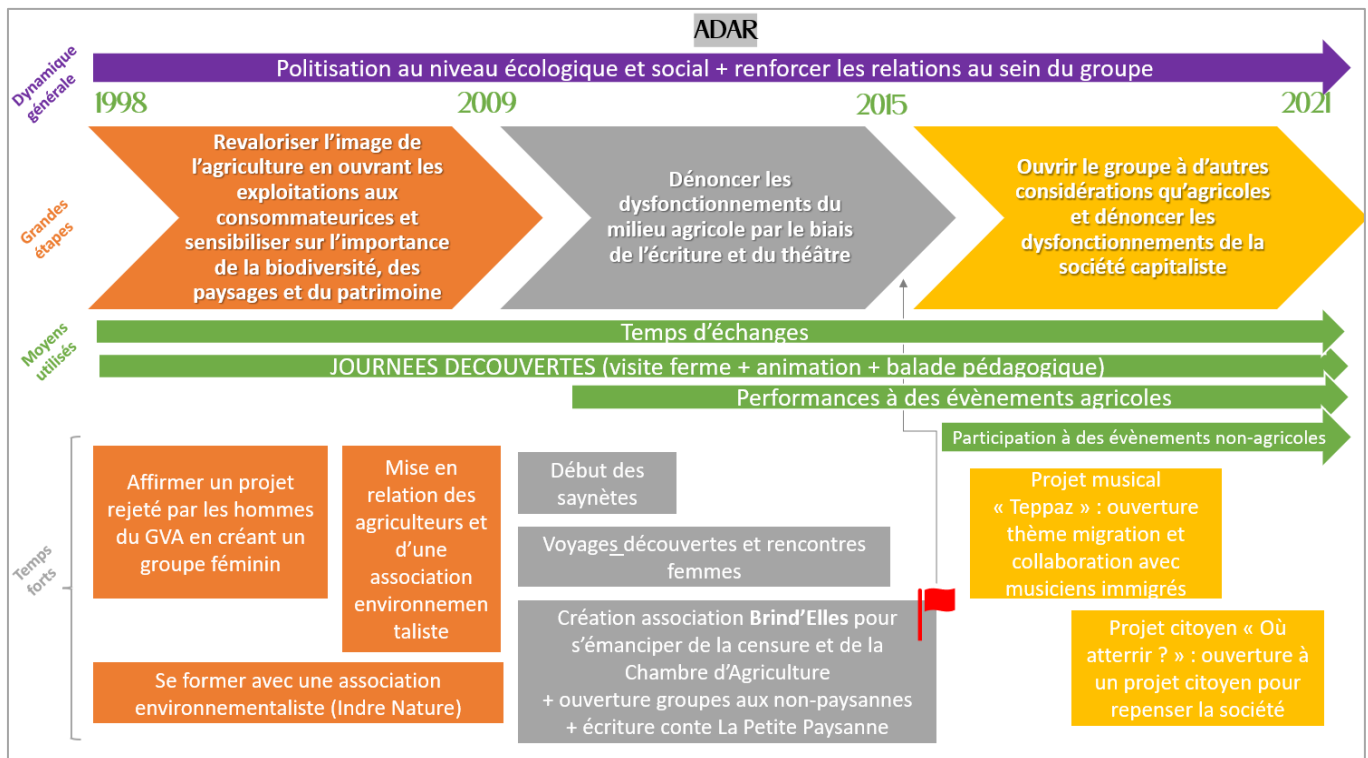 ADAR
Dynamique
générale
Politisation au niveau écologique et social + renforcer les relations au sein du groupe
1998
2009
2015
2021
Grandes
étapes
Revaloriser l'image de
l'agriculture en ouvrant les
exploitations aux
consommateurices et
sensibiliser sur l'importance
de la biodiversité, des
paysages et du patrimoine
Dénoncer les
dysfonctionnements du
milieu agricole par le biais
de l'écriture et du théâtre
Ouvrir le groupe à d'autres
considérations qu'agricoles
et dénoncer les
dysfonctionnements de la
société capitaliste
Moyens
utilisés
Temps d'échanges
JOURNEES DECOUVERTES (visite ferme + animation + balade pédagogique)
Performances à des évènements agricoles
Participation à des évènements non-agricoles
Temps
forts
Affirmer un projet
rejeté par les hommes
du GVA en créant un
groupe féminin
Mise en
relation des
agriculteurs et
d'une
association
environnemen
taliste
Se former avec une association
environnementaliste (Indre Nature)
Début des
saynètes
Voyages découvertes et rencontres
femmes
Création association Brind'Elles pour
s'émanciper de la censure et de la
Chambre d'Agriculture
+ ouverture groupes aux non-paysannes
+ écriture conte La Petite Paysanne
Projet musical
« Teppaz » : ouverture
thème migration et
collaboration avec
musiciens immigrés
Projet citoyen « Où
atterrir ? » : ouverture à
un projet citoyen pour
repenser la société